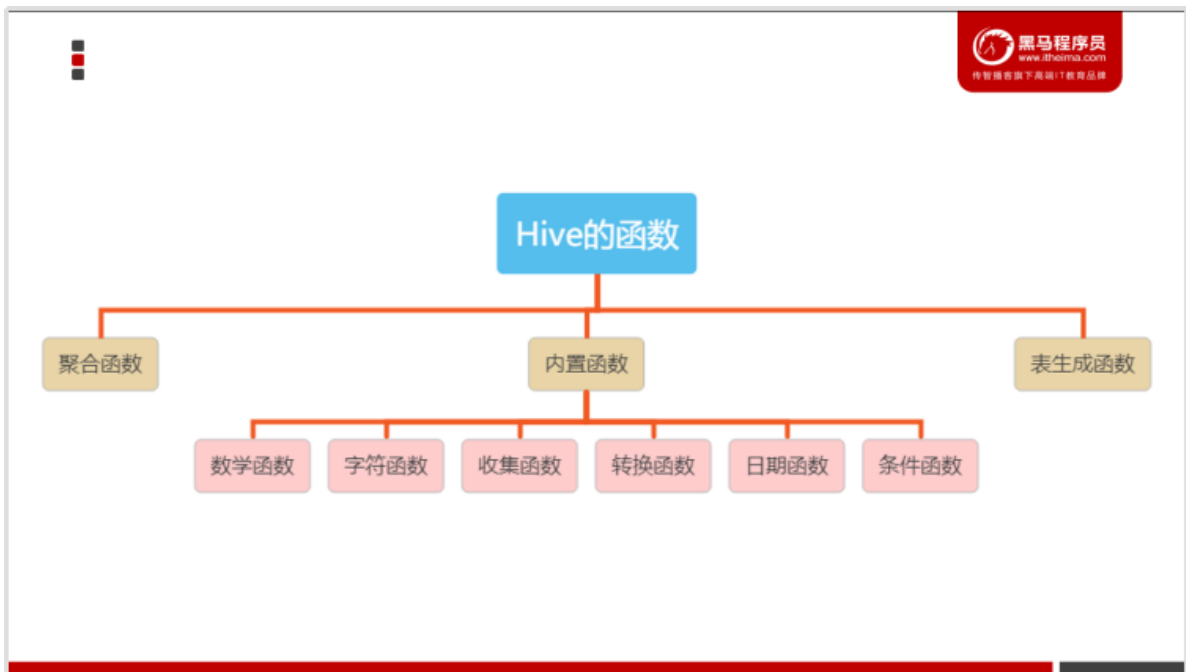 黑马程序员
www.itheima.com
传智播客旗下高端IT教育品牌
Hive的函数
聚合函数
内置函数
表生成函数
数学函数
字符函数
收集函数
转换函数
日期函数
条件函数